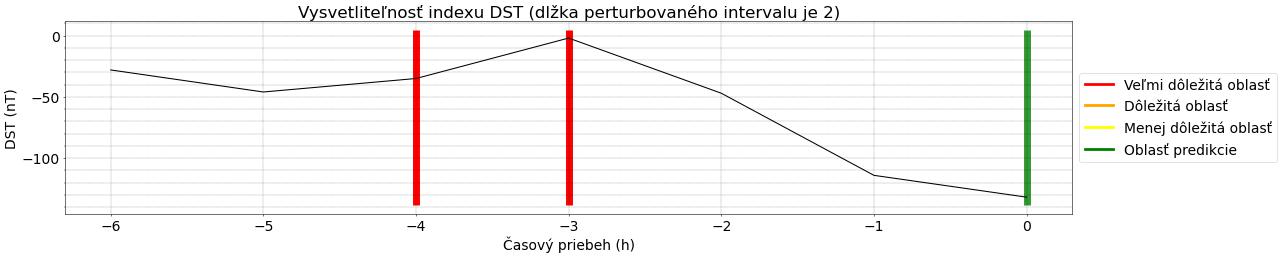 Vysvetliteľnosť indexu DST (dĺžka perturbovaného intervalu je 2)
0
−50
−100
DST (nT)
−6 −5 −4 −3 −2 −1 0
Časový priebeh (h)
Veľmi dôležitá oblasť
Dôležitá oblasť
Menej dôležitá oblasť
Oblasť predikcie